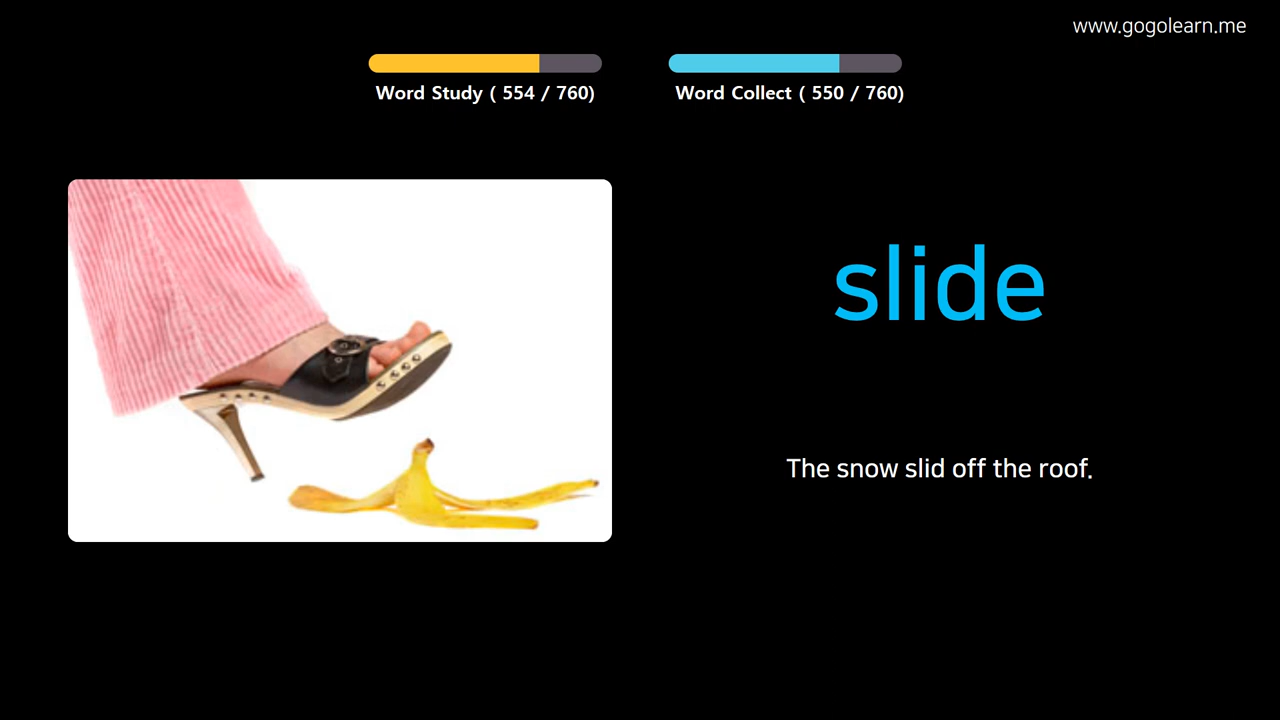 www.gogolearn.me
Word Study ( 554 / 760)
Word Collect ( 550 / 760)
slide
The snow slid off the roof.